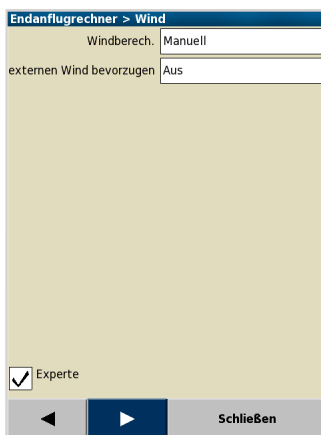 Endanflugrechner > Wind
Windberech. Manuell
externen Wind bevorzugen Aus
Experte
Schließen